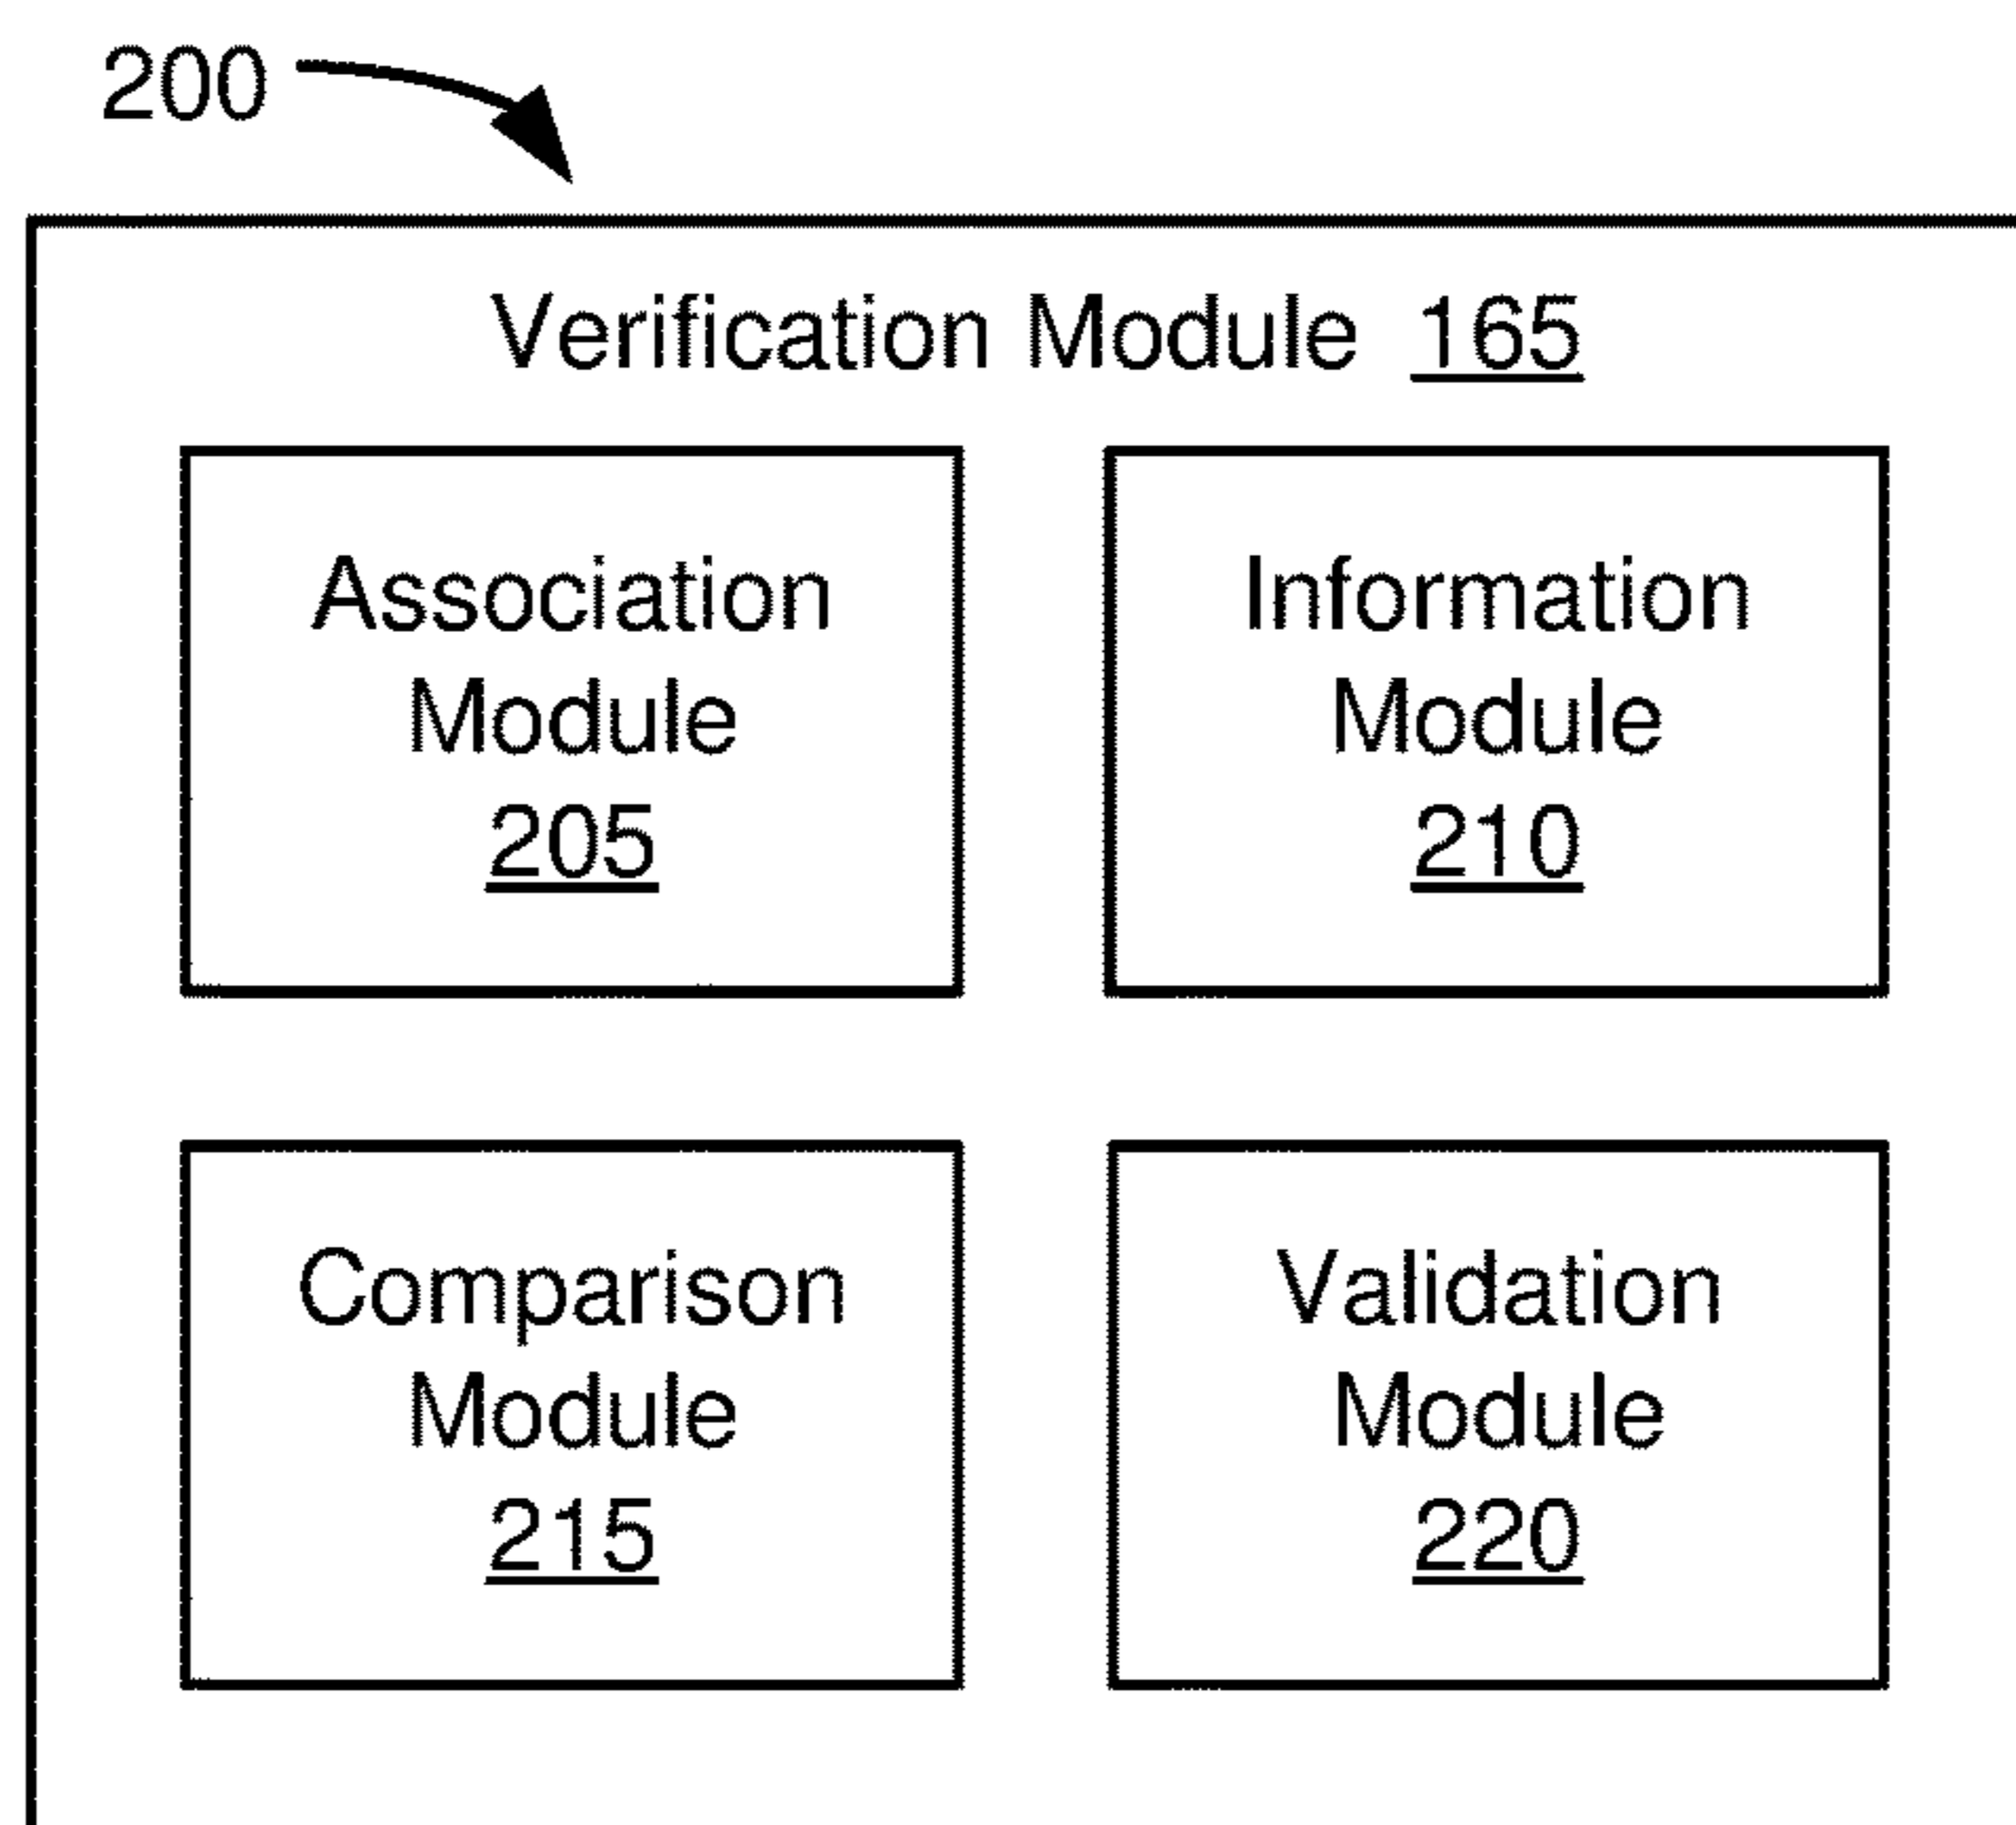 200
Verification Module 165
Association
Module
205
Information
Module
210
Comparison
Module
215
Validation
Module
220